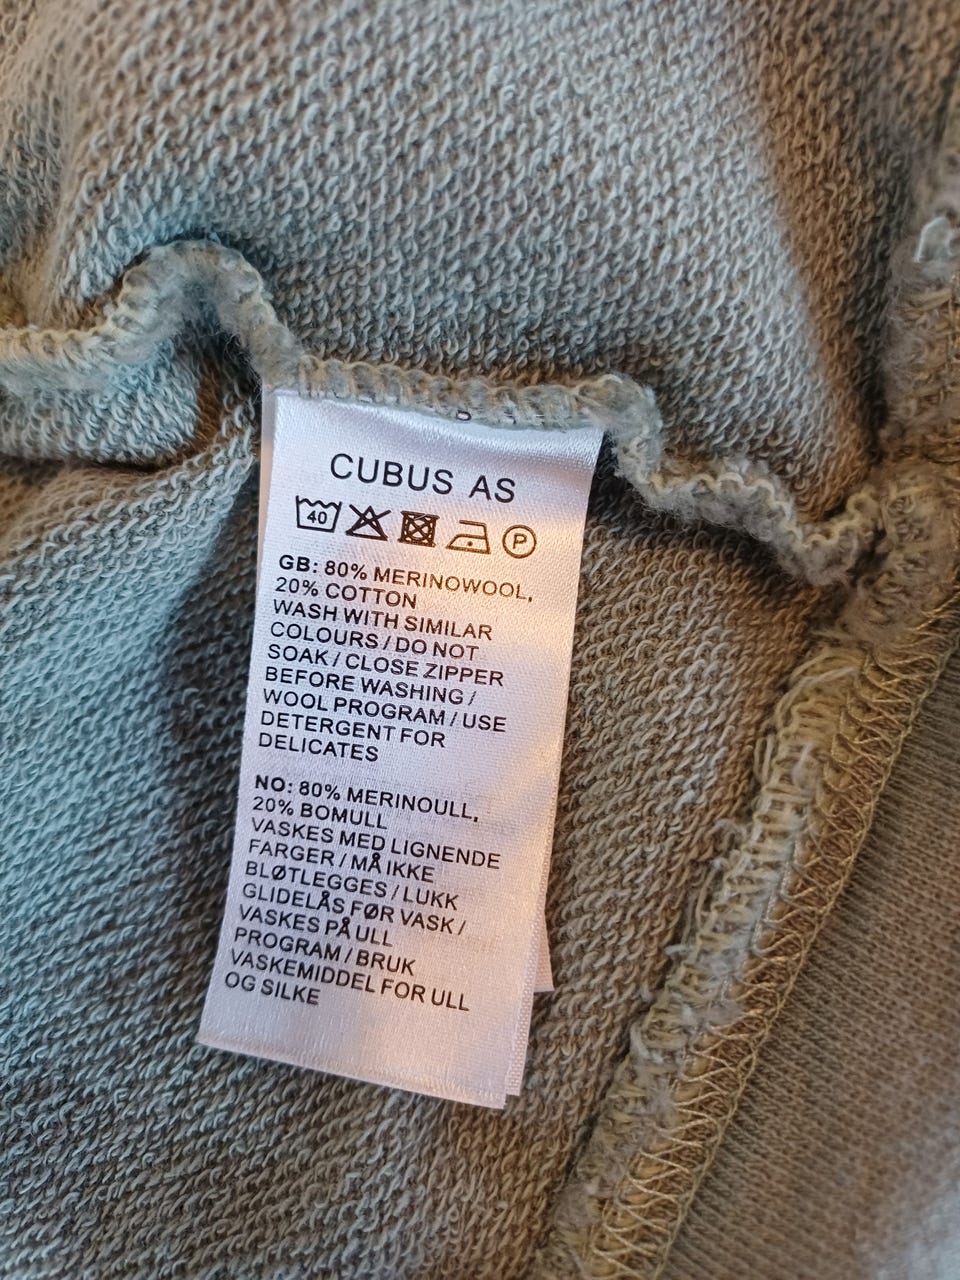 CUBUS AS
40 P
GB: 80% MERINOWOOL,
20% COTTON
WASH WITH SIMILAR
COLOURS / DO NOT
SOAK / CLOSE ZIPPER
BEFORE WASHING /
WOOL PROGRAM / USE
DETERGENT FOR
DELICATES
NO: 80% MERINOULL,
20% BOMULL
VASKES MED LIGNENDE
FARGER / MÅ IKKE
BLØTLEGGES / LUKK
GLIDELÅS FØR VASK /
VASKES PÅ ULL
PROGRAM / BRUK
VASKEMIDDEL FOR ULL
OG SILKE